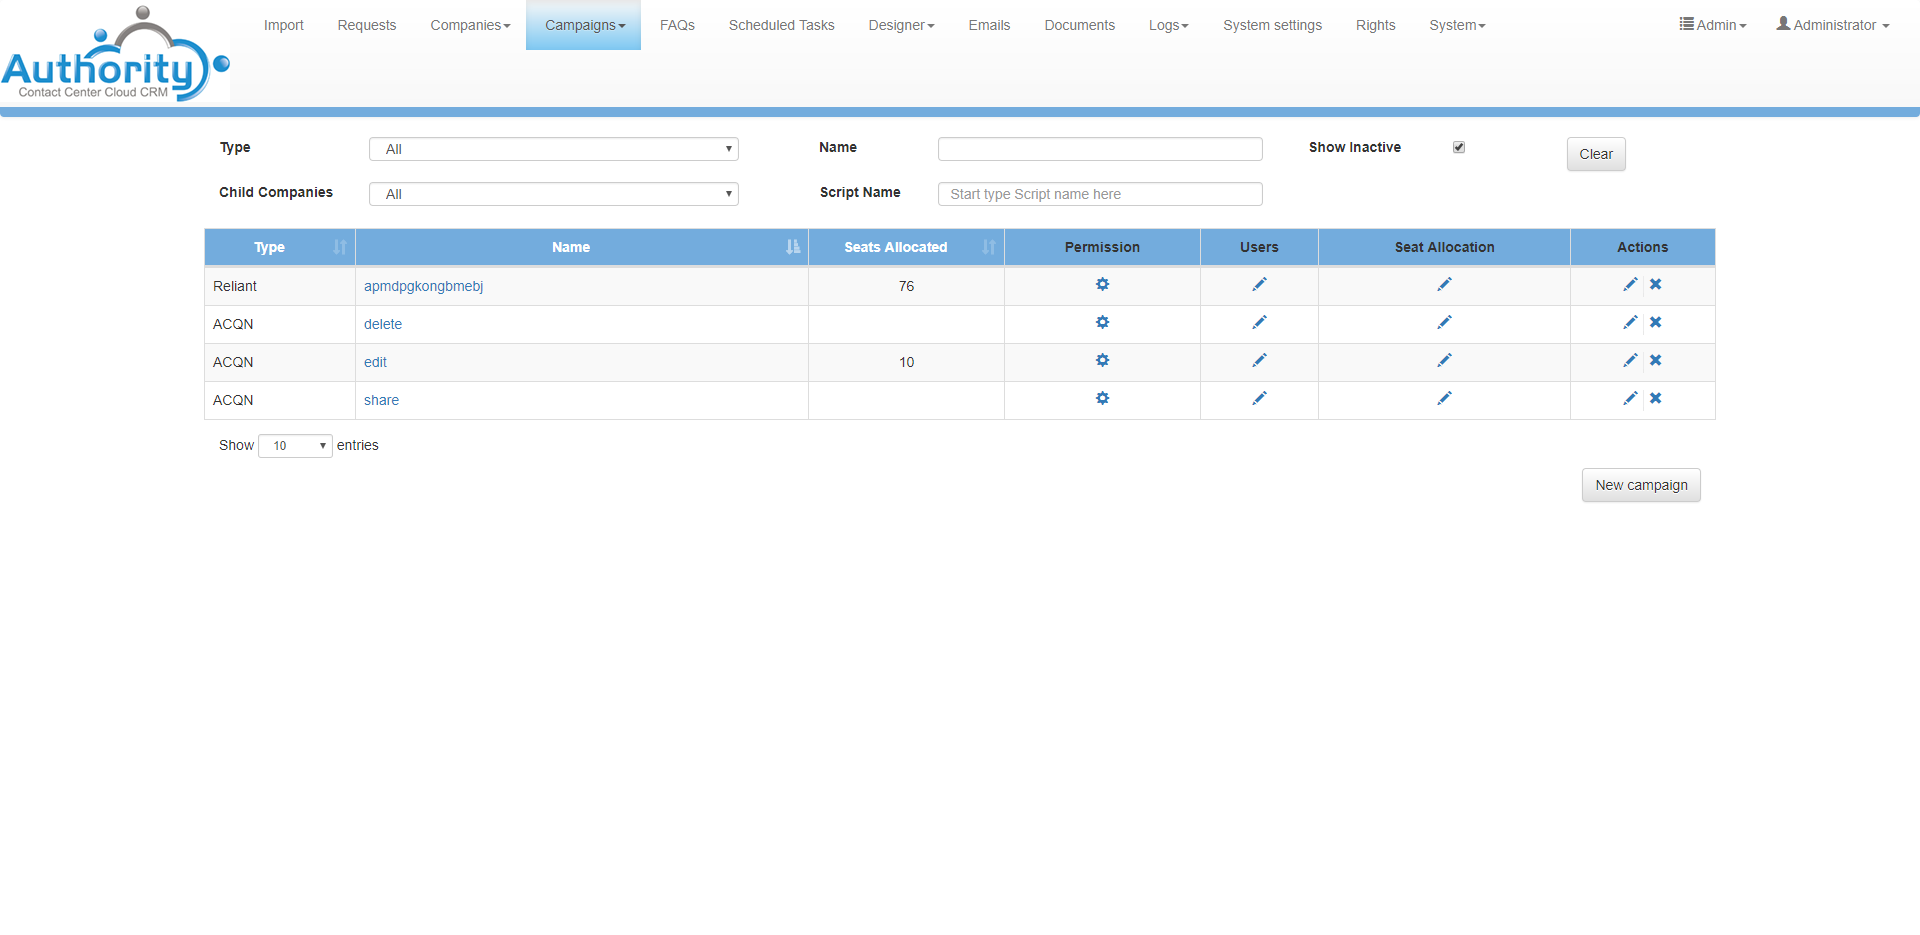 Authority
Contact Center Cloud CRM
Import Requests Companies Campaigns FAQs Scheduled Tasks Designer Emails Documents Logs System settings Rights System Admin Administrator
Type All Name Show Inactive Clear
Child Companies All Script Name Start type Script name here
Type Name Seats Allocated Permission Users Seat Allocation Actions
Reliant apmdpgkongbmebj 76
ACQN delete
ACQN edit 10
ACQN share
Show 10 entries
New campaign